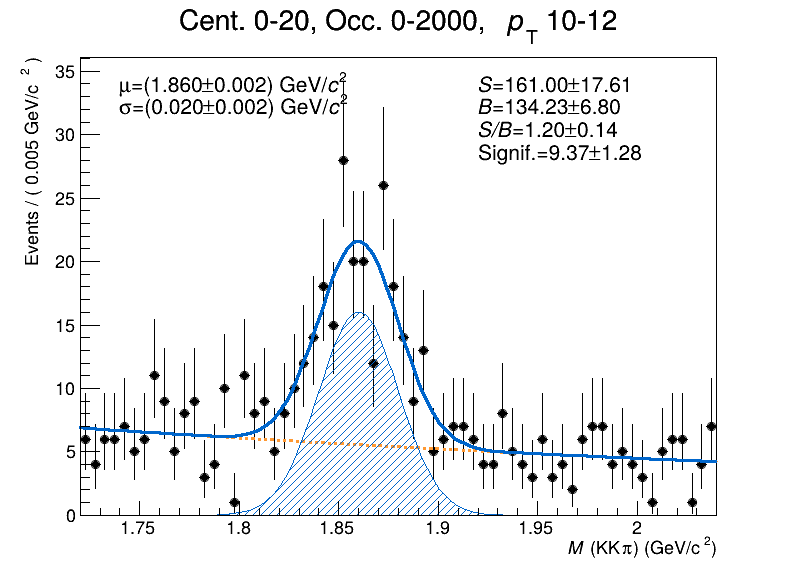 Cent. 0-20, Occ. 0-2000, p_T 10-12
Events / ( 0.005 GeV/c ² )
μ=(1.860±0.002) GeV/c²
σ=(0.020±0.002) GeV/c²
S=161.00±17.61
B=134.23±6.80
S/B=1.20±0.14
Signif.=9.37±1.28
35
30
25
20
15
10
5
0
1.75 1.8 1.85 1.9 1.95 2
M (KKπ) (GeV/c²)